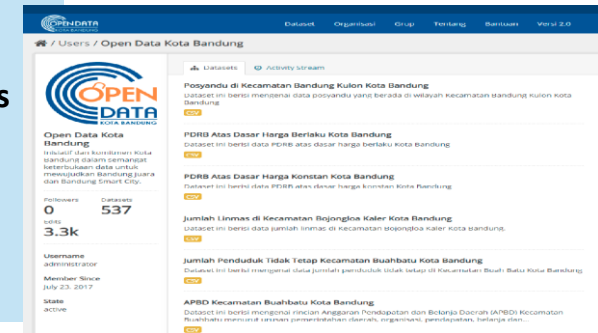 OPENDATA
KOTA BANDUNG
Dataset Organisasi Grup Tentang Bantuan Versi 2.0
/ Users / Open Data Kota Bandung
s
OPEN
DATA
KOTA BANDUNG
Open Data Kota
Bandung
Inisiatif dan komitmen Kota
Bandung dalam semangat
keterbukaan data untuk
mewujudkan Bandung Juara
dan Bandung Smart City.
Followers Datasets
0 537
Edits
3.3k
Username
administrator
Member Since
July 23, 2017
State
active
Datasets Activity Stream
Posyandu di Kecamatan Bandung Kulon Kota Bandung
Dataset ini berisi mengenai data posyandu yang berada di wilayah Kecamatan Bandung Kulon Kota
Bandung
CSV
PDRB Atas Dasar Harga Berlaku Kota Bandung
Dataset ini berisi data PDRB atas dasar harga berlaku Kota Bandung
CSV
PDRB Atas Dasar Harga Konstan Kota Bandung
Dataset ini berisi data PDRB atas dasar harga konstan Kota Bandung
CSV
Jumlah Linmas di Kecamatan Bojongloa Kaler Kota Bandung
Dataset ini berisi data jumlah linmas di Kecamatan Bojongloa Kaler Kota Bandung.
CSV
Jumlah Penduduk Tidak Tetap Kecamatan Buahbatu Kota Bandung
Dataset ini berisi mengenai data jumlah penduduk tidak tetap di Kecamatan Buah Batu Kota Bandung
CSV
APBD Kecamatan Buahbatu Kota Bandung
Dataset ini berisi mengenai rincian Anggaran Pendapatan dan Belanja Daerah (APBD) Kecamatan
Buahbatu menurut urusan pemerintahan daerah, organisasi, pendapatan, belanja dan...
CSV